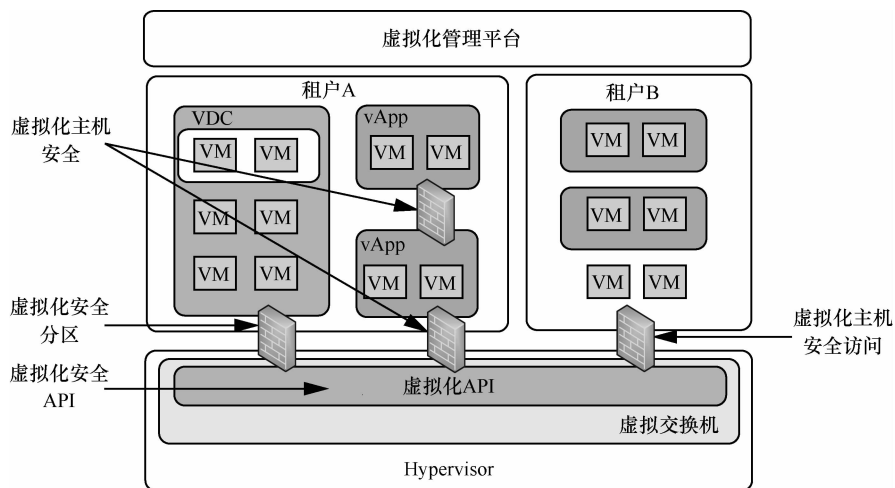 虚拟化管理平台
租户A
租户B
VDC
vApp
VM VM
VM VM
VM VM
虚拟化主机
安全
VM VM
VM VM
vApp
VM VM
VM VM
VM VM
VM VM
虚拟化安全
分区
虚拟化主机
安全访问
虚拟化安全
API
虚拟化API
虚拟交换机
Hypervisor